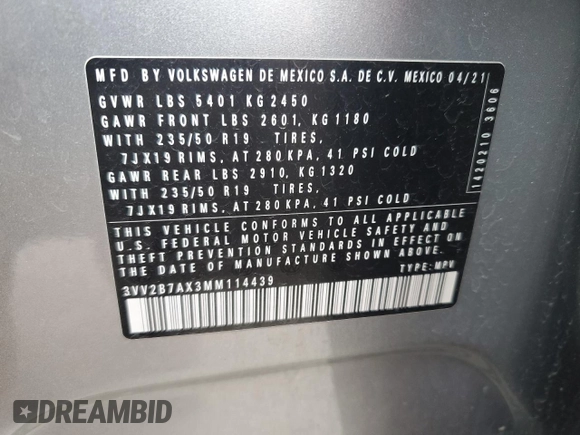 MFD BY VOLKSWAGEN DE MEXICO S.A. DE C.V. MEXICO 04/21
GVWR LBS 5401 KG 2450
GAWR FRONT LBS 2601, KG 1180
WITH 235/50 R19 TIRES,
7JX19 RIMS, AT 280 KPA, 41 PSI COLD
GAWR REAR LBS 2910, KG 1320
WITH 235/50 R19 TIRES,
7JX19 RIMS, AT 280 KPA, 41 PSI COLD
THIS VEHICLE CONFORMS TO ALL APPLICABLE
U.S. FEDERAL MOTOR VEHICLE SAFETY AND
THEFT PREVENTION STANDARDS IN EFFECT ON
THE DATE OF MANUFACTURE SHOWN ABOVE.
3VV2B7AX3MM114439 TYPE: MPV
1420210 3606
DREAMBID